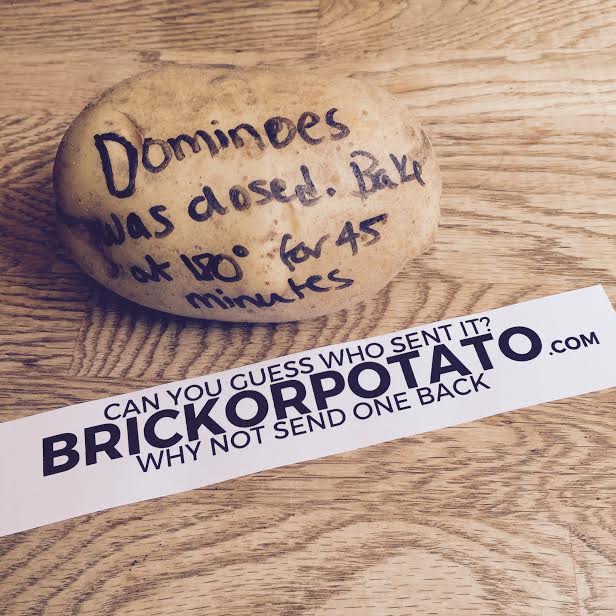 Dominoes
was closed. Bake
at 180° for 45
minutes
CAN YOU GUESS WHO SENT IT?
BRICKORPOTATO.COM
WHY NOT SEND ONE BACK